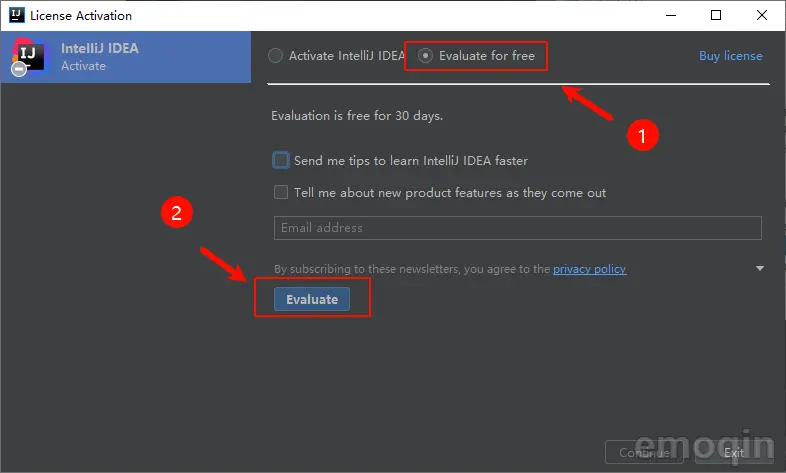 IJ License Activation
IJ
IntelliJ IDEA
Activate
Activate IntelliJ IDEA Evaluate for free Buy license
1
Evaluation is free for 30 days.
Send me tips to learn IntelliJ IDEA faster
Tell me about new product features as they come out
2
Email address
By subscribing to these newsletters, you agree to the privacy policy
Evaluate
Continue Exit
emoqin